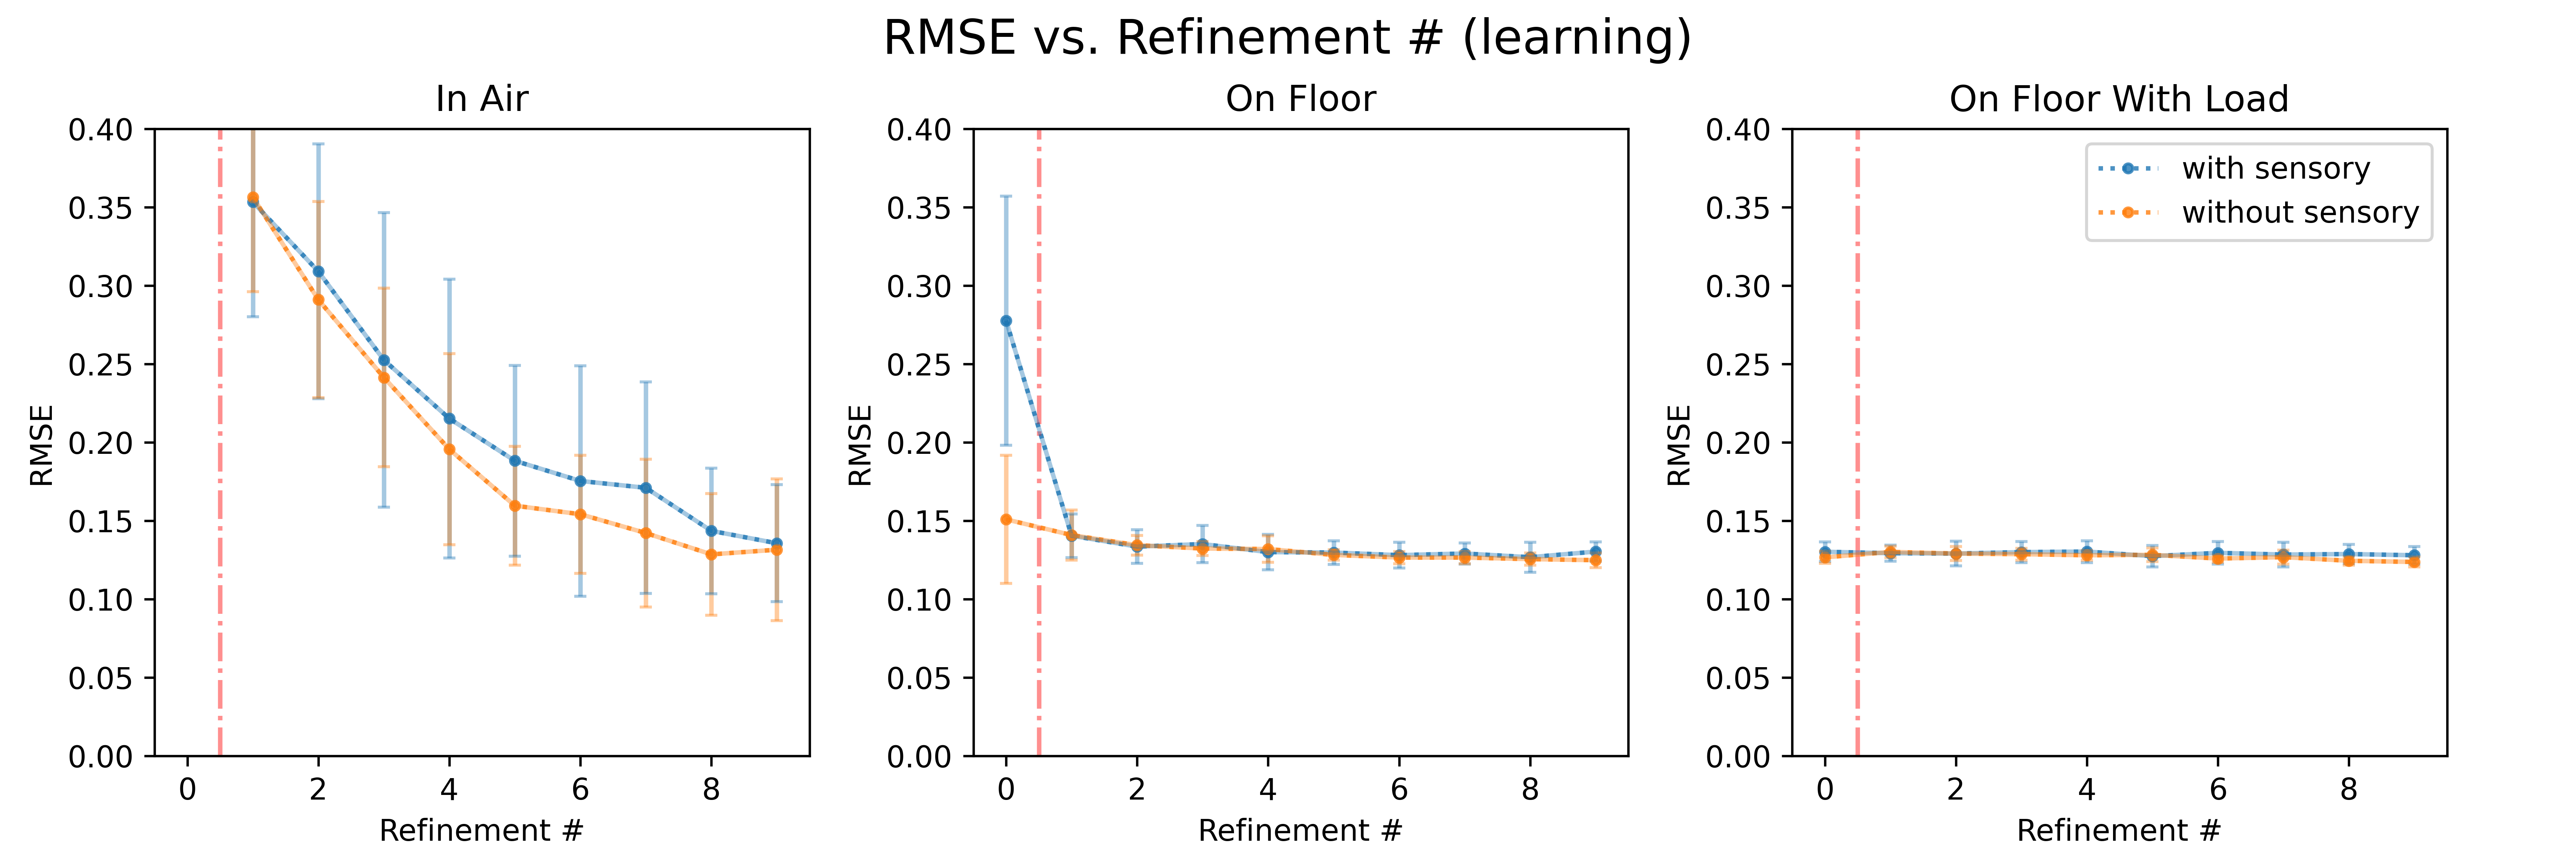 RMSE vs. Refinement # (learning)
In Air
0.40
0.35
0.30
0.25
0.20
0.15
0.10
0.05
0.00
RMSE
0 2 4 6 8
Refinement #
On Floor
0.40
0.35
0.30
0.25
0.20
0.15
0.10
0.05
0.00
RMSE
0 2 4 6 8
Refinement #
On Floor With Load
0.40
0.35
0.30
0.25
0.20
0.15
0.10
0.05
0.00
RMSE
with sensory
without sensory
0 2 4 6 8
Refinement #